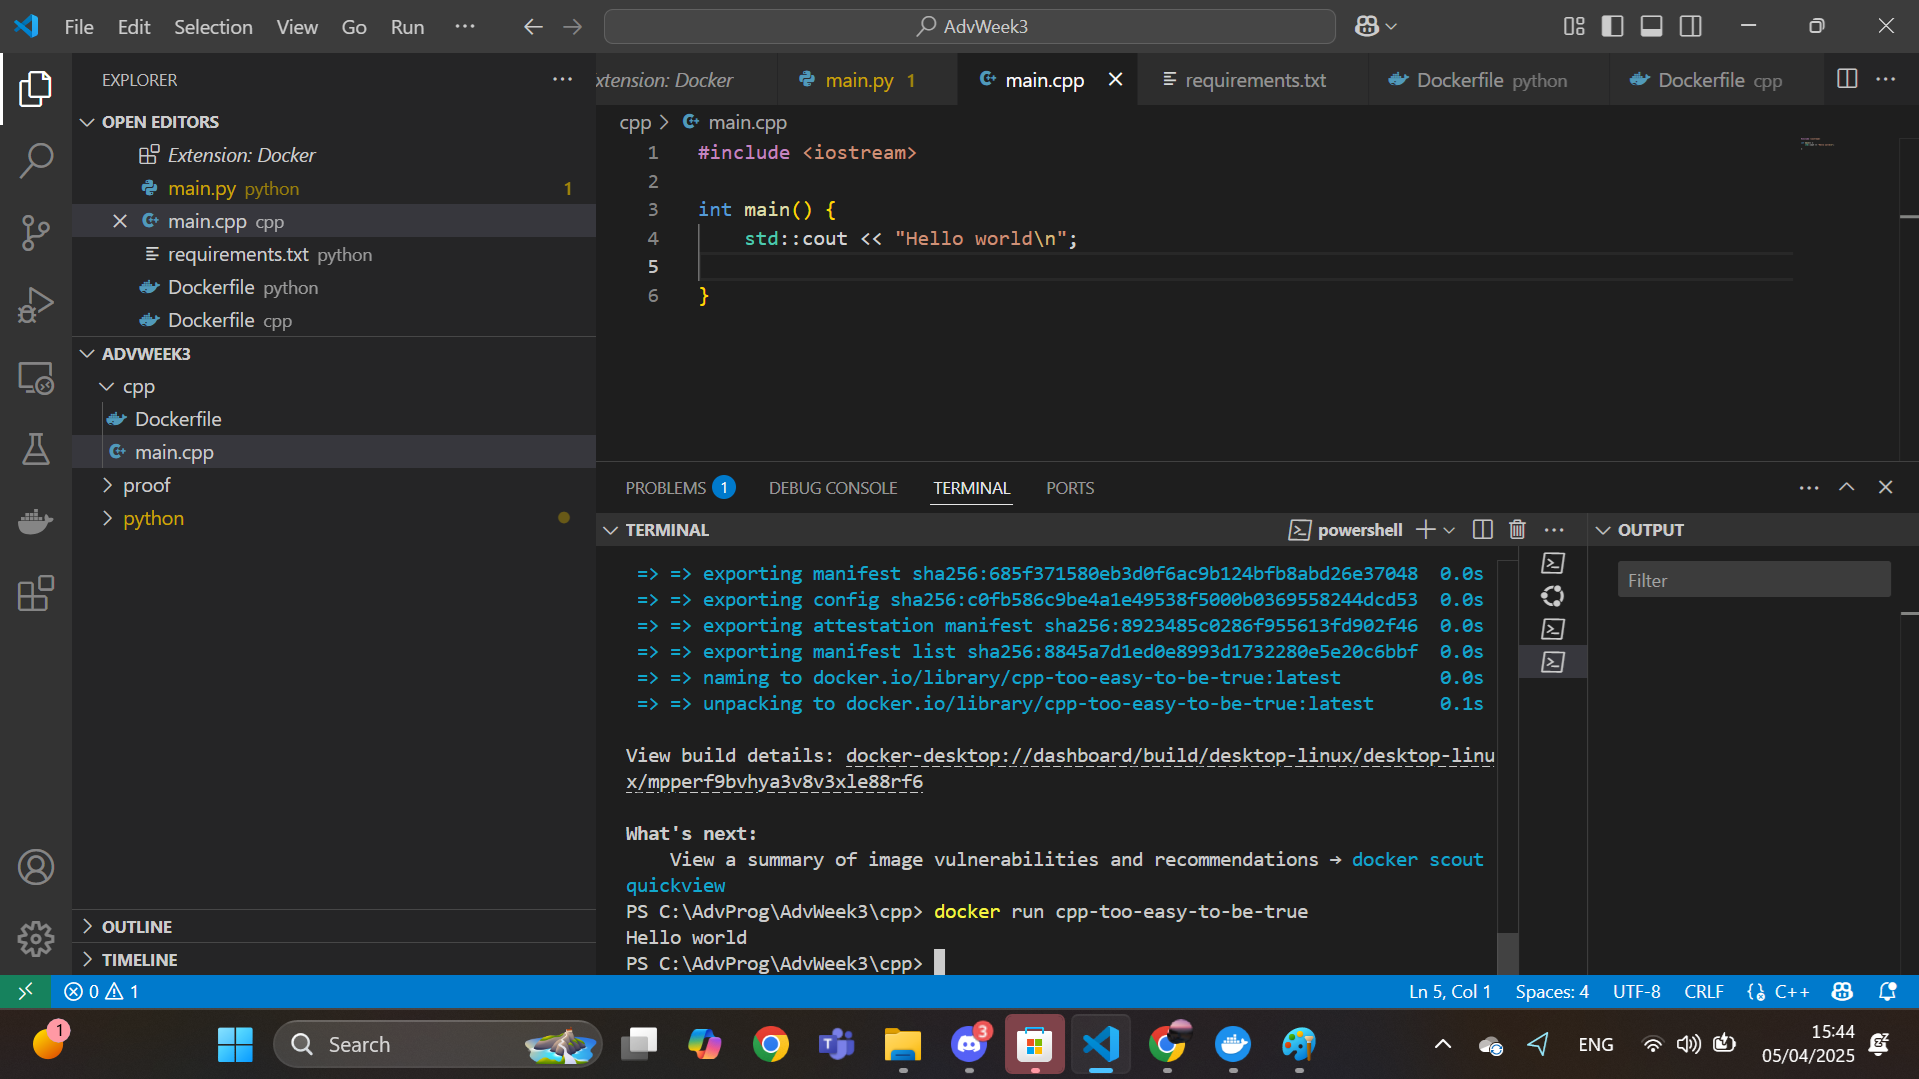 File Edit Selection View Go Run ···
AdvWeek3
EXPLORER
OPEN EDITORS
Extension: Docker
main.py python 1
main.cpp cpp
requirements.txt python
Dockerfile python
Dockerfile cpp
ADVWEEK3
cpp
Dockerfile
main.cpp
proof
python
OUTLINE
TIMELINE
xtension: Docker main.py 1 main.cpp requirements.txt Dockerfile python Dockerfile cpp
cpp > main.cpp
1 #include <iostream>
2
3 int main() {
4 std::cout << "Hello world\n";
5
6 }
PROBLEMS 1 DEBUG CONSOLE TERMINAL PORTS
TERMINAL powershell
=> => exporting manifest sha256:685f371580eb3d0f6ac9b124bfb8abd26e37048 0.0s
=> => exporting config sha256:c0fb586c9be4a1e49538f5000b0369558244dcd53 0.0s
=> => exporting attestation manifest sha256:8923485c0286f955613fd902f46 0.0s
=> => exporting manifest list sha256:8845a7d1ed0e8993d1732280e5e20c6bbf 0.0s
=> => naming to docker.io/library/cpp-too-easy-to-be-true:latest 0.0s
=> => unpacking to docker.io/library/cpp-too-easy-to-be-true:latest 0.1s
View build details: docker-desktop://dashboard/build/desktop-linux/desktop-linu
x/mpperf9bvhya3v8v3xle88rf6
What's next:
View a summary of image vulnerabilities and recommendations → docker scout
quickview
PS C:\AdvProg\AdvWeek3\cpp> docker run cpp-too-easy-to-be-true
Hello world
PS C:\AdvProg\AdvWeek3\cpp>
OUTPUT
Filter
0 1
Ln 5, Col 1 Spaces: 4 UTF-8 CRLF {} C++
1
Search
3
ENG
15:44
05/04/2025